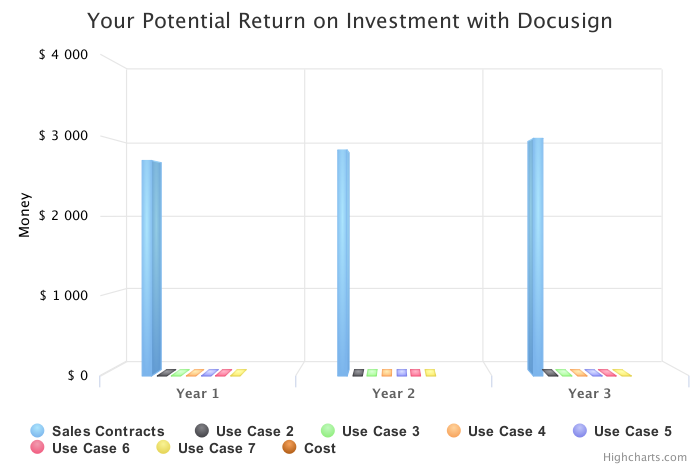 Your Potential Return on Investment with Docusign
$ 4 000
$ 3 000
$ 2 000
$ 1 000
$ 0
Money
Year 1 Year 2 Year 3
Sales Contracts Use Case 2 Use Case 3 Use Case 4 Use Case 5
Use Case 6 Use Case 7 Cost
Highcharts.com